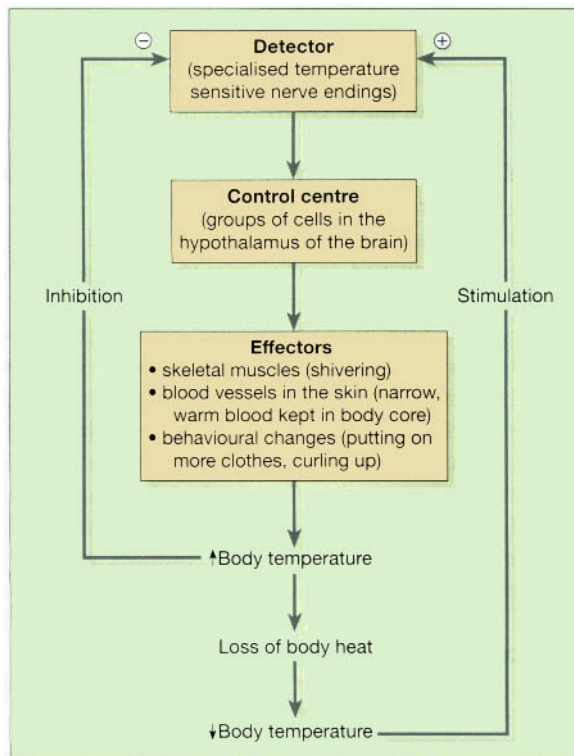 ⊖
⊕
Detector
(specialised temperature
sensitive nerve endings)
Control centre
(groups of cells in the
hypothalamus of the brain)
Inhibition
Stimulation
Effectors
• skeletal muscles (shivering)
• blood vessels in the skin (narrow,
warm blood kept in body core)
• behavioural changes (putting on
more clothes, curling up)
↑Body temperature
Loss of body heat
↓Body temperature